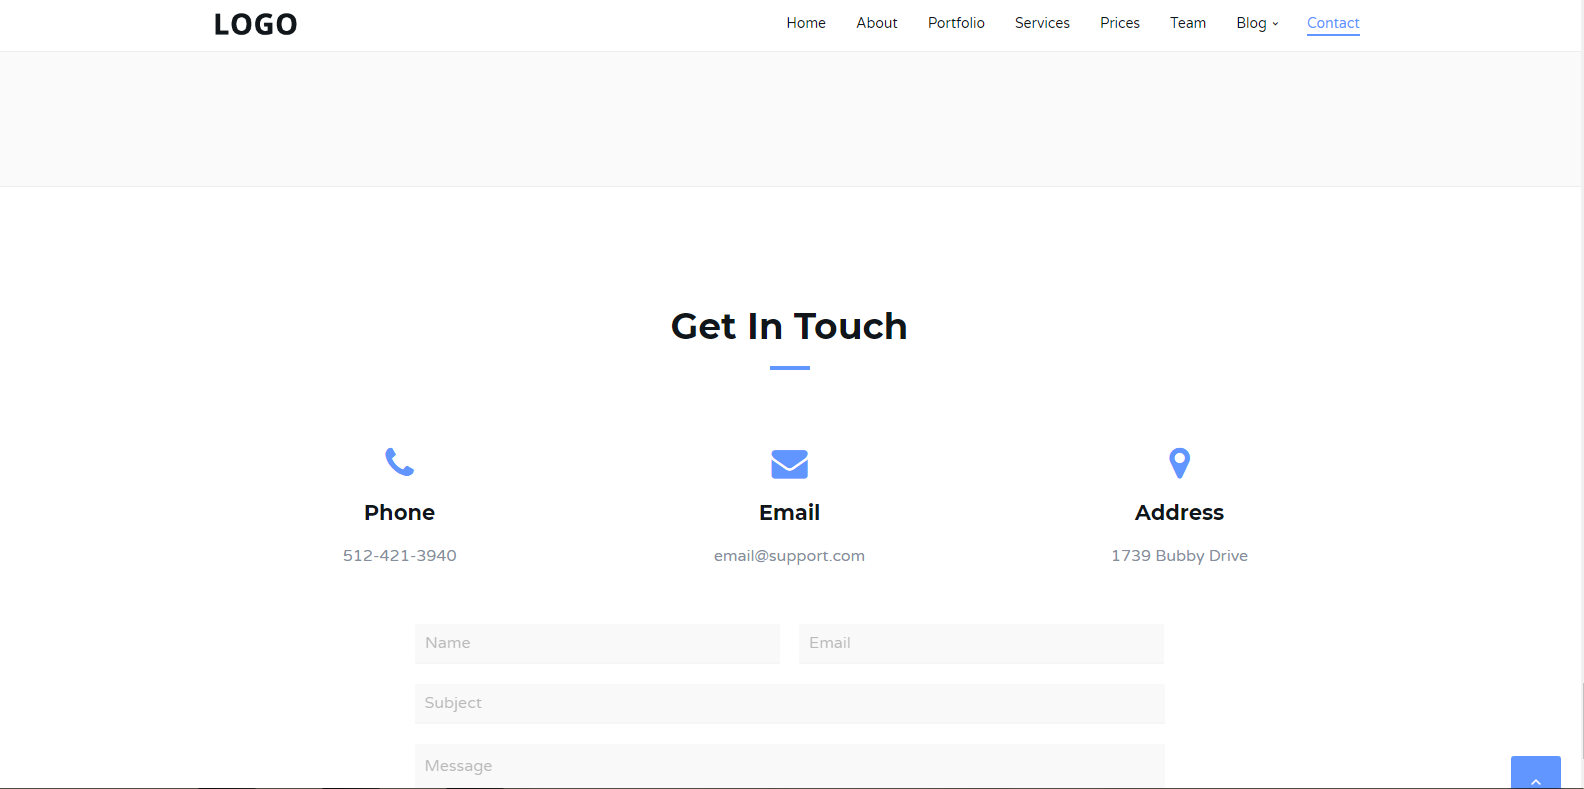 LOGO Home About Portfolio Services Prices Team Blog Contact
Get In Touch
Phone Email Address
512-421-3940 email@support.com 1739 Bubby Drive
Name Email
Subject
Message